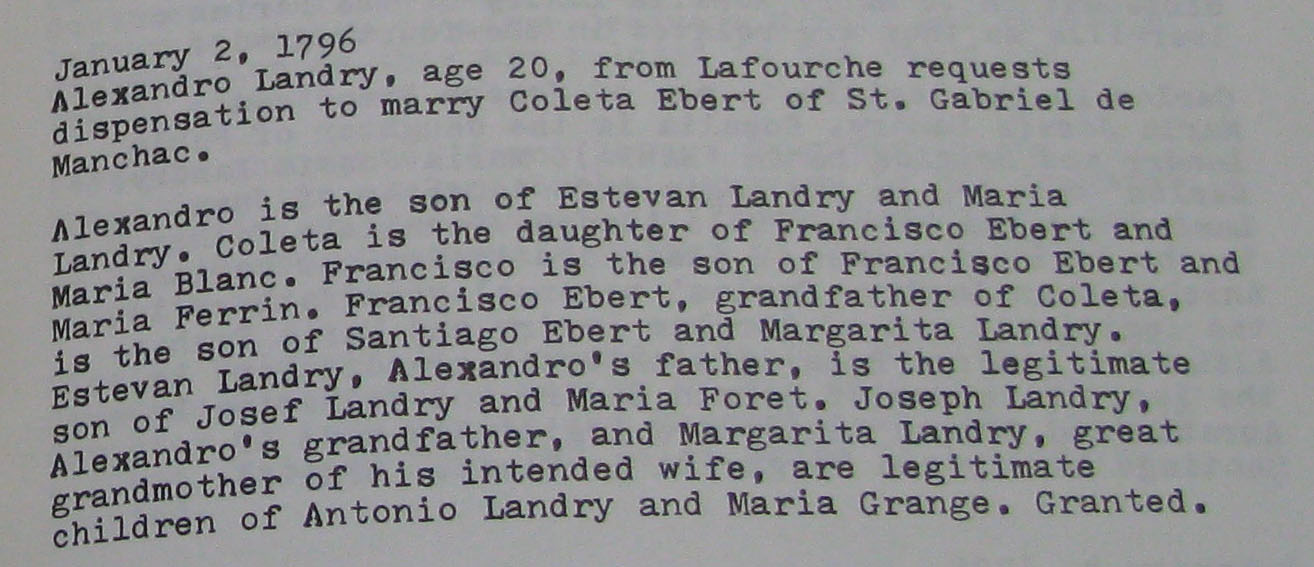 January 2, 1796
Alexandro Landry, age 20, from Lafourche requests
dispensation to marry Coleta Ebert of St. Gabriel de
Manchac.
Alexandro is the son of Estevan Landry and Maria
Landry. Coleta is the daughter of Francisco Ebert and
Maria Blanc. Francisco is the son of Francisco Ebert and
Maria Ferrin. Francisco Ebert, grandfather of Coleta,
is the son of Santiago Ebert and Margarita Landry.
Estevan Landry, Alexandro's father, is the legitimate
son of Josef Landry and Maria Foret. Joseph Landry,
Alexandro's grandfather, and Margarita Landry, great
grandmother of his intended wife, are legitimate
children of Antonio Landry and Maria Grange. Granted.